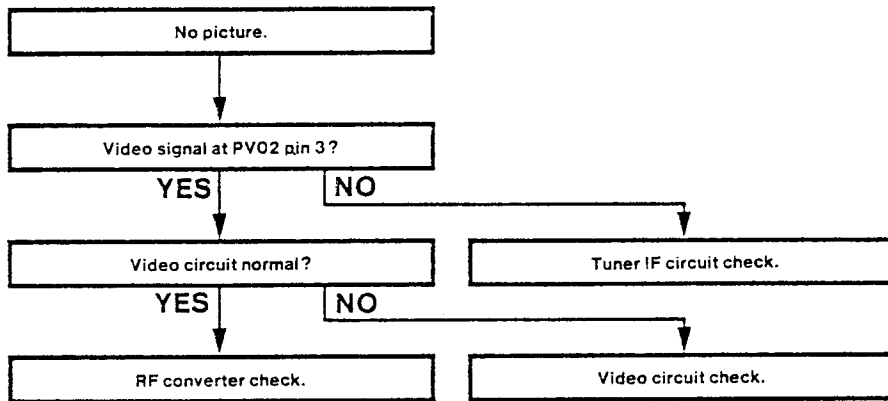 No picture.
Video signal at PV02 pin 3?
YES
NO
Video circuit normal?
Tuner IF circuit check.
YES
NO
RF converter check.
Video circuit check.